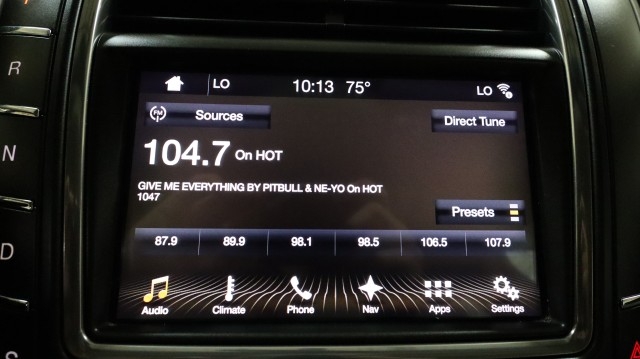 R
N
D
S
LO 10:13 75° LO
FM Sources
Direct Tune
104.7 On HOT
GIVE ME EVERYTHING BY PITBULL & NE-YO On HOT
1047
Presets
87.9 89.9 98.1 98.5 106.5 107.9
Audio Climate Phone Nav Apps Settings